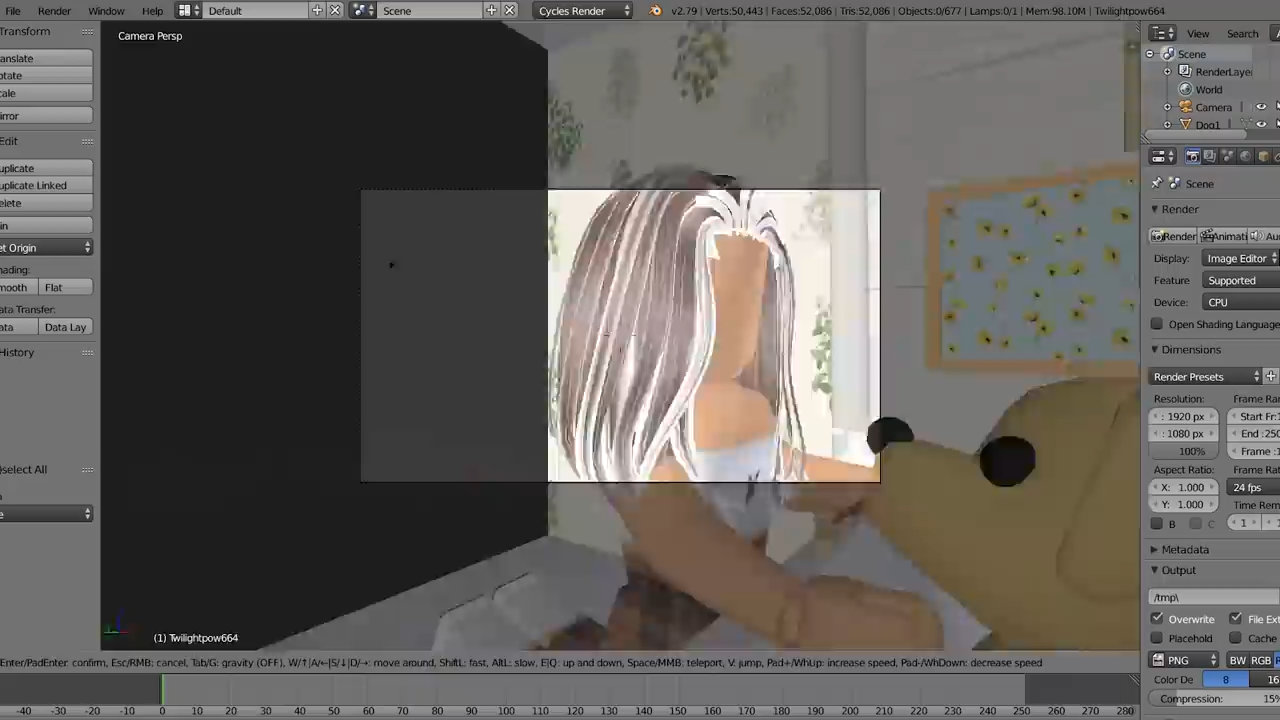 File Render Window Help Default Scene Cycles Render v2.79 | Verts:50,443 | Faces:52,086 | Tris:52,086 | Objects:0/677 | Lamps:0/1 | Mem:98.10M | Twilightpow664
Transform
Camera Persp
View Search
Scene
anslate
RenderLaye
otate
World
cale
Camera
irror
Dog1
Edit
uplicate
uplicate Linked
Scene
elete
Render
in
Render Animati Au
et Origin
Display: Image Editor
hading:
Feature Supported
mooth Flat
Device: CPU
ata Transfer:
Open Shading Language
ata Data Lay
History
Dimensions
Render Presets
Resolution: Frame Ra
: 1920 px Start Fr:1
: 1080 px End :250
100% Frame :1
(de)select All
Aspect Ratio: Frame Rat
X: 1.000 24 fps
Y: 1.000 Time Rem
B C 1
Metadata
Output
/tmp\
Overwrite File Ext
Placehold Cache
(1) Twilightpow664
PNG BW RGB
Enter/PadEnter: confirm, Esc/RMB: cancel, Tab/G: gravity (OFF), W/↑|A/←|S/↓|D/→: move around, ShiftL: fast, AltL: slow, E|Q: up and down, Space/MMB: teleport, V: jump, Pad+/WhUp: increase speed, Pad-/WhDown: decrease speed
Color De 8 16
Compression: 15%
-40 -30 -20 -10 0 10 20 30 40 50 60 70 80 90 100 110 120 130 140 150 160 170 180 190 200 210 220 230 240 250 260 270 280